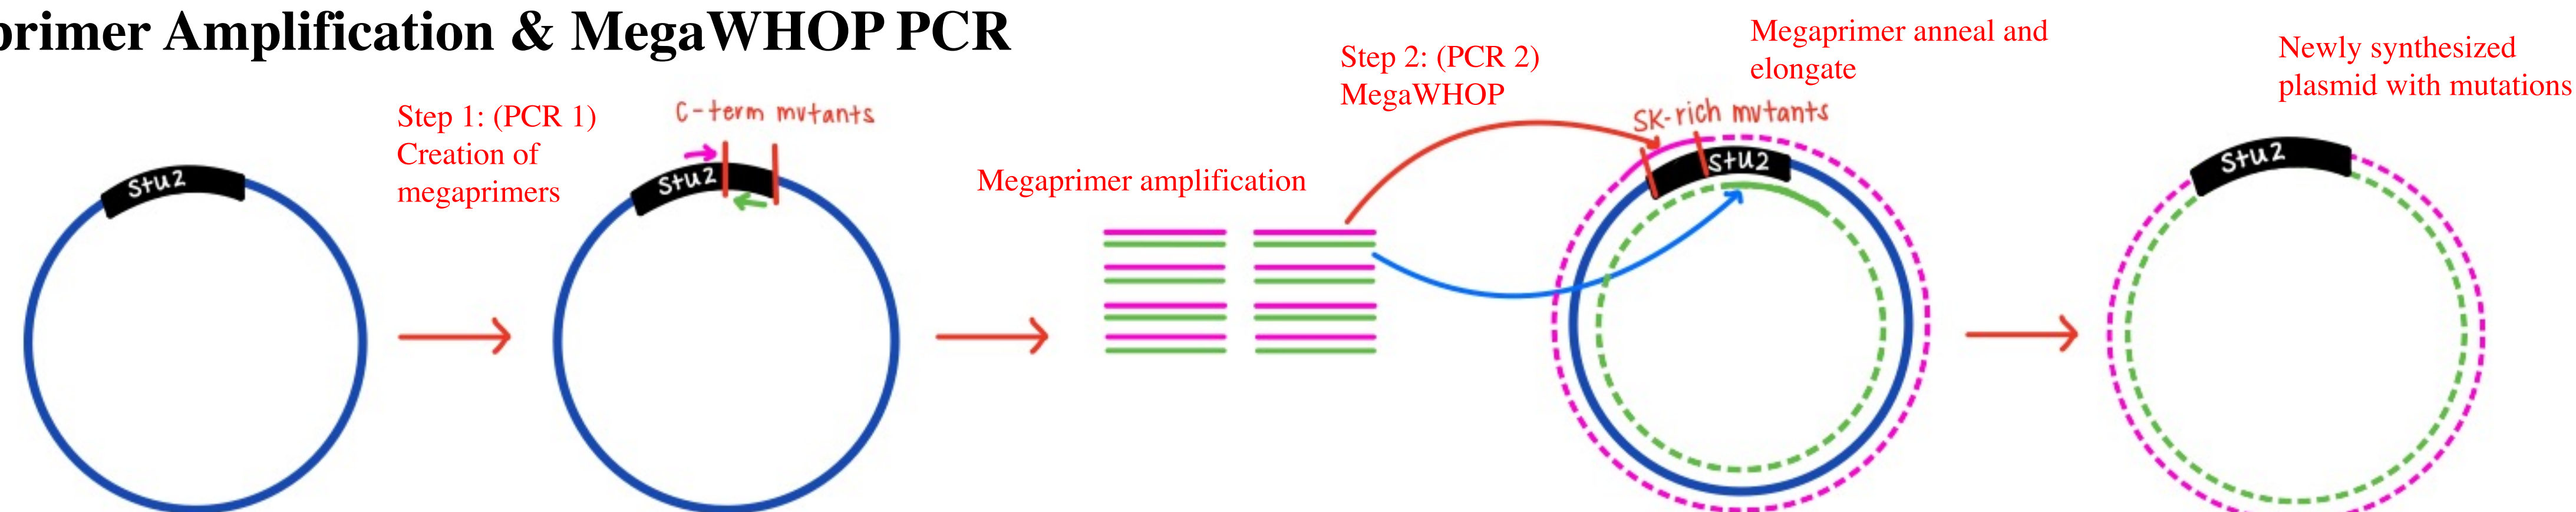 primer Amplification & MegaWHOP PCR
Stu2
Step 1: (PCR 1)
Creation of
megaprimers
C-term mutants
Stu2
Megaprimer amplification
Step 2: (PCR 2)
MegaWHOP
Megaprimer anneal and
elongate
SK-rich mutants
Stu2
Newly synthesized
plasmid with mutations
Stu2